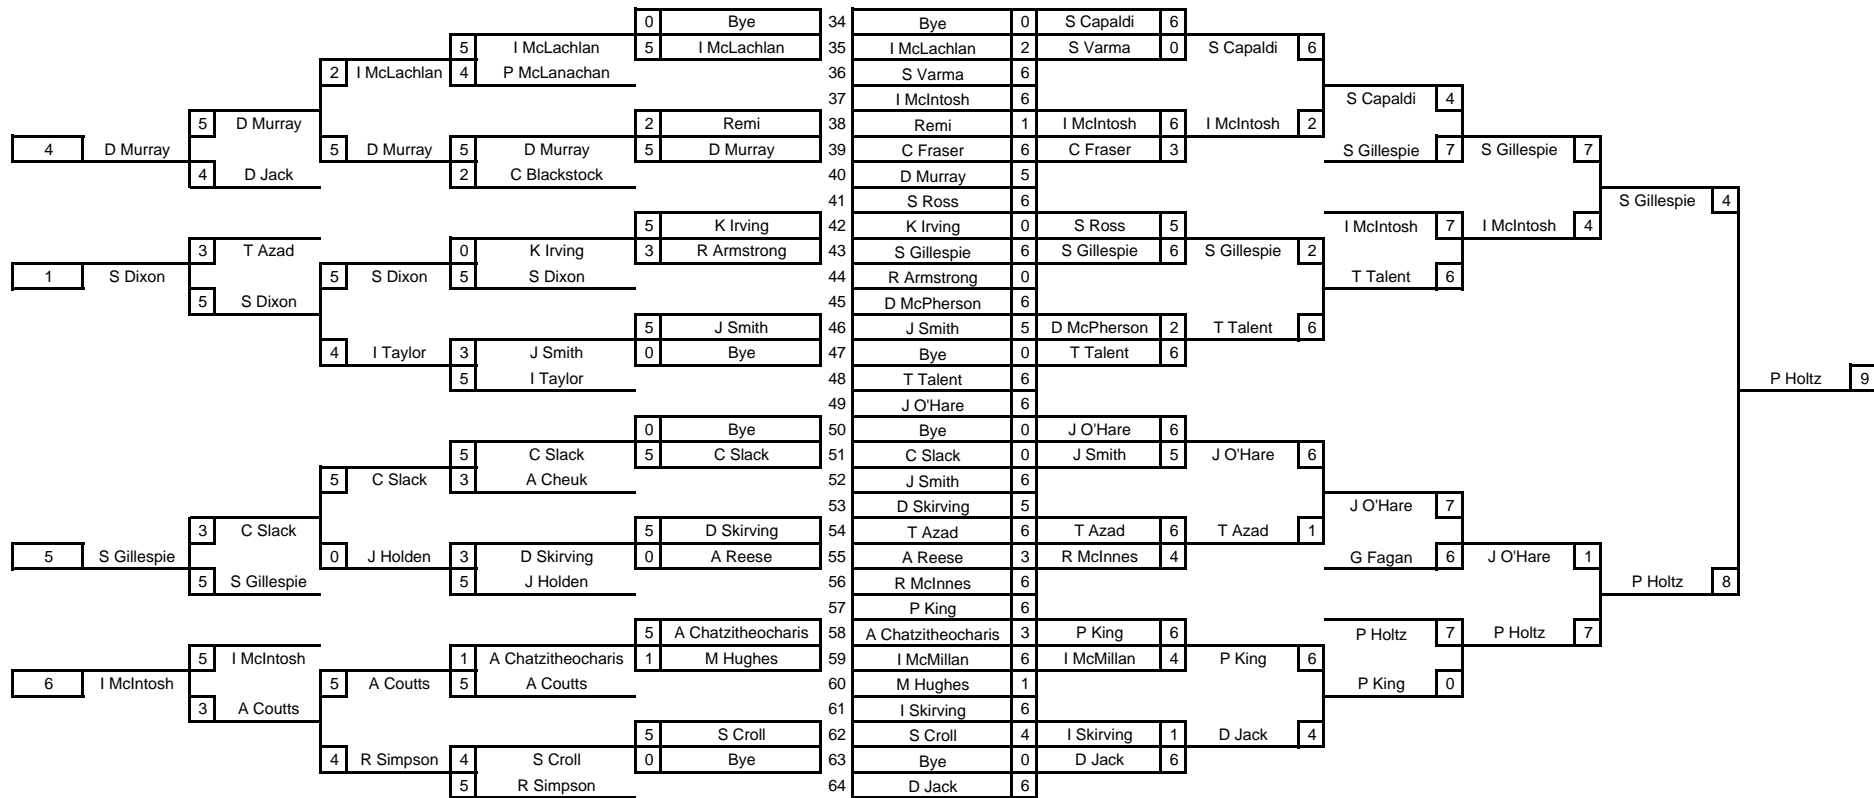 0 Bye 34 Bye 0 S Capaldi 6
5 I McLachlan 5 I McLachlan 35 I McLachlan 2 S Varma 0 S Capaldi 6
2 I McLachlan 4 P McLanachan 36 S Varma 6
37 I McIntosh 6 S Capaldi 4
5 D Murray 2 Remi 38 Remi 1 I McIntosh 6 I McIntosh 2
4 D Murray 5 D Murray 5 D Murray 5 D Murray 39 C Fraser 6 C Fraser 3 S Gillespie 7 S Gillespie 7
4 D Jack 2 C Blackstock 40 D Murray 5
41 S Ross 6 S Gillespie 4
5 K Irving 42 K Irving 0 S Ross 5 I McIntosh 7 I McIntosh 4
3 T Azad 0 K Irving 3 R Armstrong 43 S Gillespie 6 S Gillespie 6 S Gillespie 2
1 S Dixon 5 S Dixon 5 S Dixon 44 R Armstrong 0 T Talent 6
5 S Dixon 45 D McPherson 6
5 J Smith 46 J Smith 5 D McPherson 2 T Talent 6
4 I Taylor 3 J Smith 0 Bye 47 Bye 0 T Talent 6
5 I Taylor 48 T Talent 6 P Holtz 9
49 J O'Hare 6
0 Bye 50 Bye 0 J O'Hare 6
5 C Slack 5 C Slack 51 C Slack 0 J Smith 5 J O'Hare 6
5 C Slack 3 A Cheuk 52 J Smith 6
53 D Skirving 5 J O'Hare 7
3 C Slack 5 D Skirving 54 T Azad 6 T Azad 6 T Azad 1
5 S Gillespie 0 J Holden 3 D Skirving 0 A Reese 55 A Reese 3 R McInnes 4 G Fagan 6 J O'Hare 1
5 S Gillespie 5 J Holden 56 R McInnes 6 P Holtz 8
57 P King 6
5 A Chatzitheocharis 58 A Chatzitheocharis 3 P King 6 P Holtz 7 P Holtz 7
5 I McIntosh 1 A Chatzitheocharis 1 M Hughes 59 I McMillan 6 I McMillan 4 P King 6
6 I McIntosh 5 A Coutts 5 A Coutts 60 M Hughes 1 P King 0
3 A Coutts 61 I Skirving 6
5 S Croll 62 S Croll 4 I Skirving 1 D Jack 4
4 R Simpson 4 S Croll 0 Bye 63 Bye 0 D Jack 6
5 R Simpson 64 D Jack 6